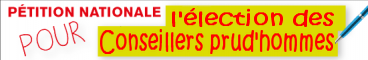 PÉTITION NATIONALE
POUR
l'élection des
Conseillers prud'hommes